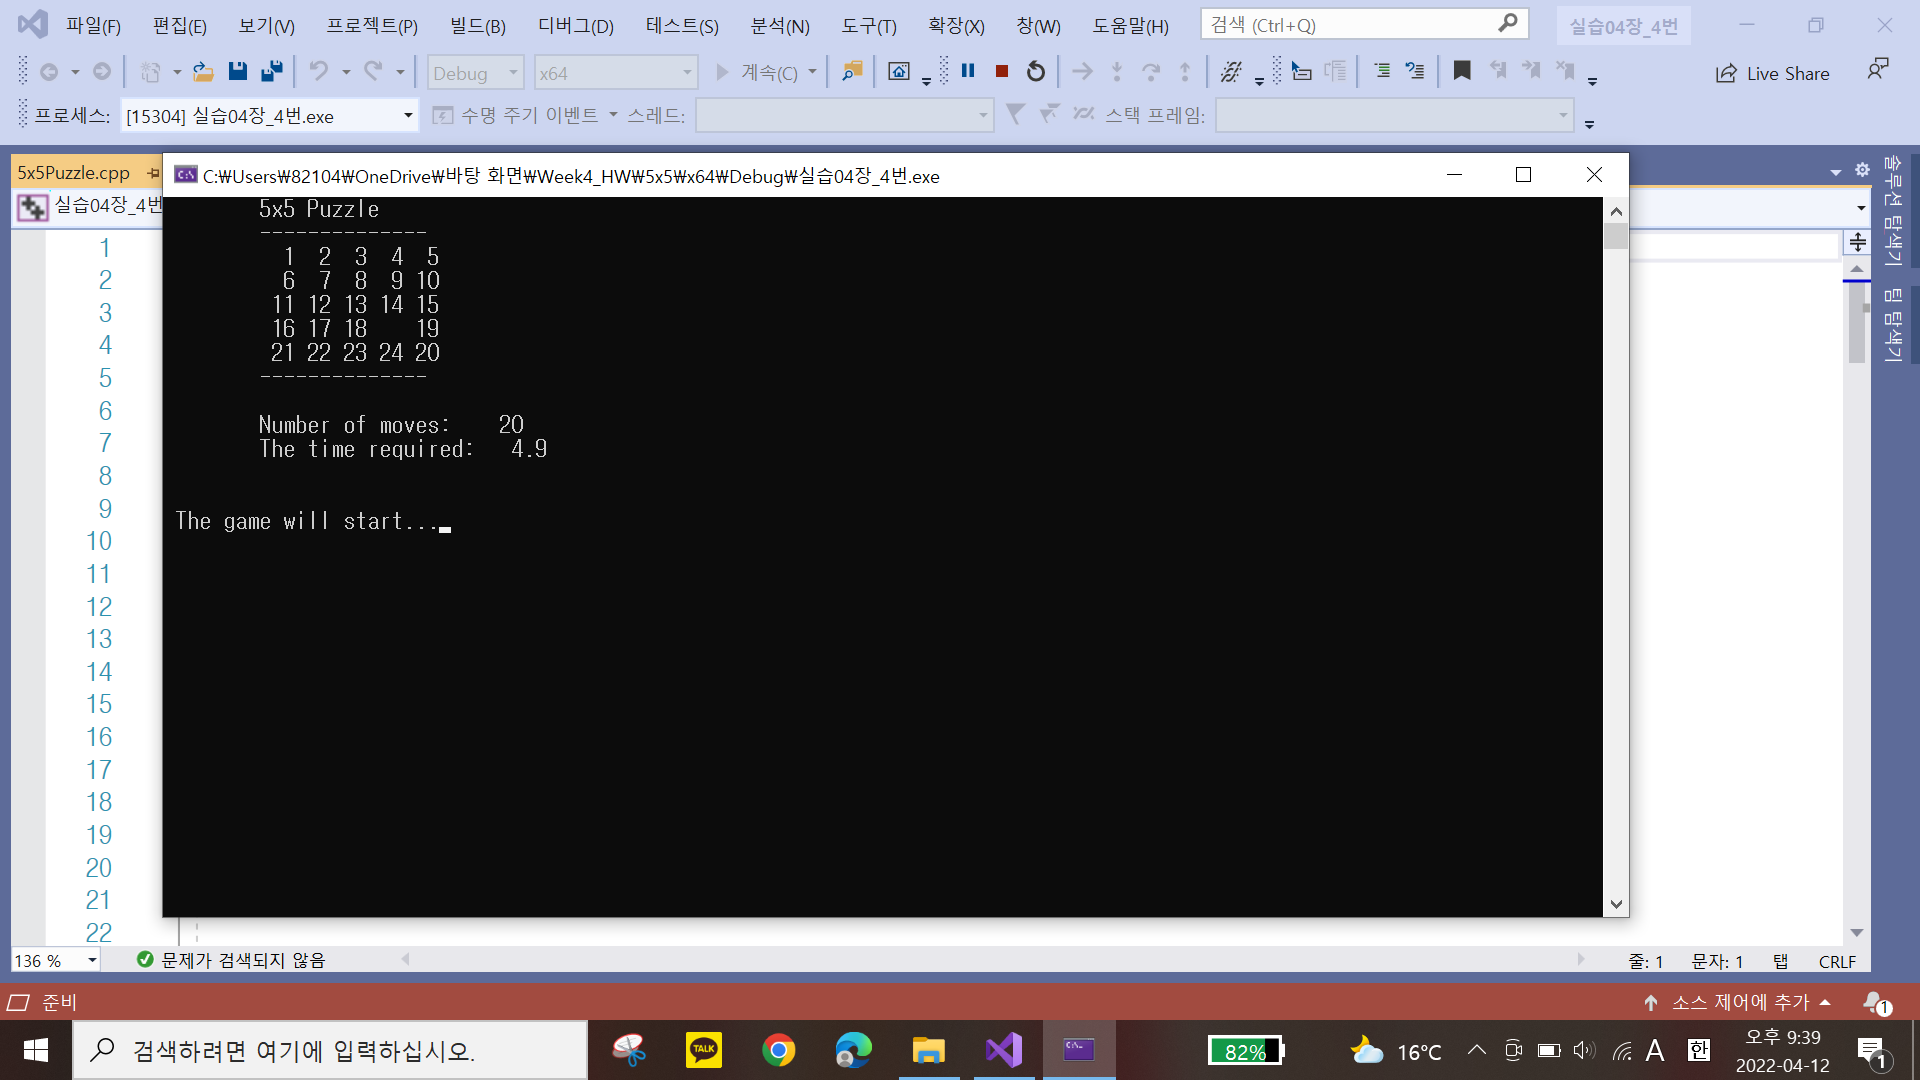 파일(F) 편집(E) 보기(V) 프로젝트(P) 빌드(B) 디버그(D) 테스트(S) 분석(N) 도구(T) 확장(X) 창(W) 도움말(H) 검색 (Ctrl+Q) 실습04장_4번
Debug x64 계속(C) Live Share
프로세스: [15304] 실습04장_4번.exe 수명 주기 이벤트 스레드: 스택 프레임:
5x5Puzzle.cpp
실습04장_4번
C:₩Users₩82104₩OneDrive₩바탕 화면₩Week4_HW₩5x5₩x64₩Debug₩실습04장_4번.exe
5x5 Puzzle
--------------
1 2 3 4 5
6 7 8 9 10
11 12 13 14 15
16 17 18 19
21 22 23 24 20
--------------
Number of moves: 20
The time required: 4.9
The game will start...
1
2
3
4
5
6
7
8
9
10
11
12
13
14
15
16
17
18
19
20
21
22
솔루션 탐색기
팀 탐색기
136 % 문제가 검색되지 않음 줄: 1 문자: 1 탭 CRLF
준비 소스 제어에 추가 1
검색하려면 여기에 입력하십시오. TALK 82% 16°C A 한 오후 9:39
2022-04-12 1